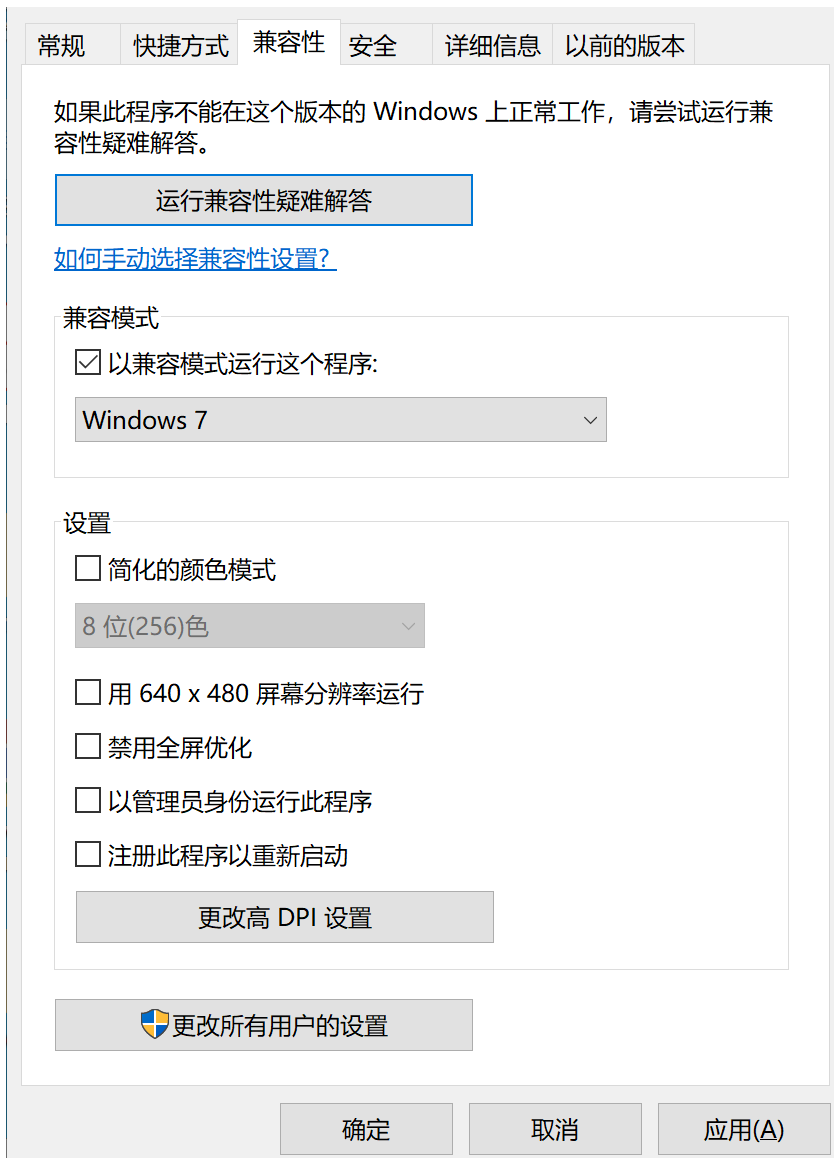 常规 快捷方式 兼容性 安全 详细信息 以前的版本
如果此程序不能在这个版本的 Windows 上正常工作，请尝试运行兼
容性疑难解答。
运行兼容性疑难解答
如何手动选择兼容性设置?
兼容模式
以兼容模式运行这个程序:
Windows 7
设置
简化的颜色模式
8 位(256)色
用 640 x 480 屏幕分辨率运行
禁用全屏优化
以管理员身份运行此程序
注册此程序以重新启动
更改高 DPI 设置
更改所有用户的设置
确定 取消 应用(A)